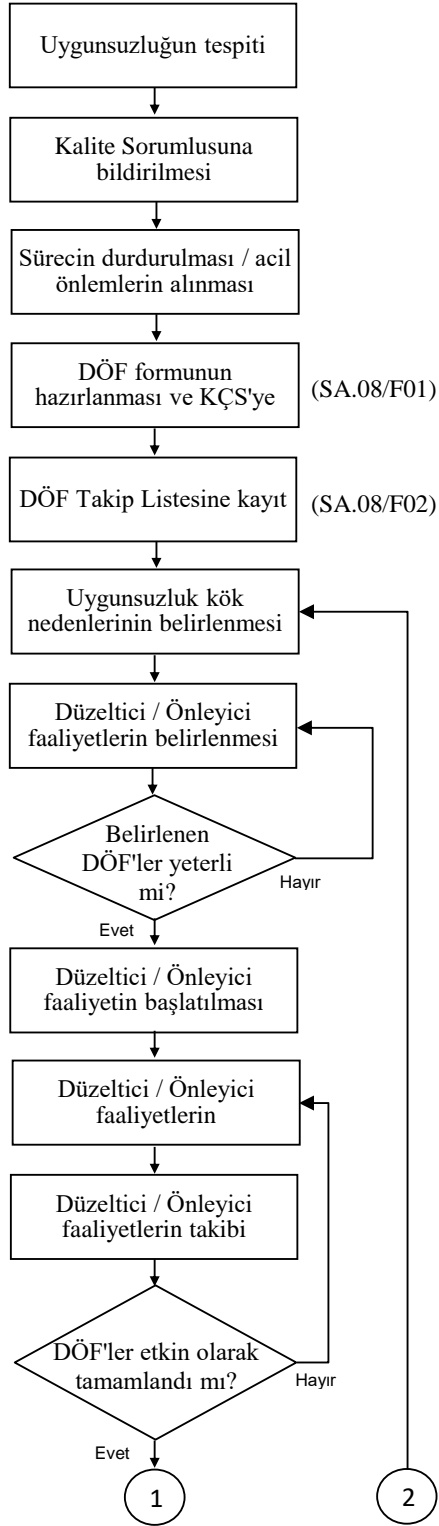 Uygunsuzluğun tespiti
Kalite Sorumlusuna
bildirilmesi
Sürecin durdurulması / acil
önlemlerin alınması
DÖF formunun
hazırlanması ve KÇS'ye
(SA.08/F01)
DÖF Takip Listesine kayıt
(SA.08/F02)
Uygunsuzluk kök
nedenlerinin belirlenmesi
Düzeltici / Önleyici
faaliyetlerin belirlenmesi
Belirlenen
DÖF'ler yeterli
mi?
Hayır
Evet
Düzeltici / Önleyici
faaliyetin başlatılması
Düzeltici / Önleyici
faaliyetlerin
Düzeltici / Önleyici
faaliyetlerin takibi
DÖF'ler etkin olarak
tamamlandı mı?
Hayır
Evet
1
2